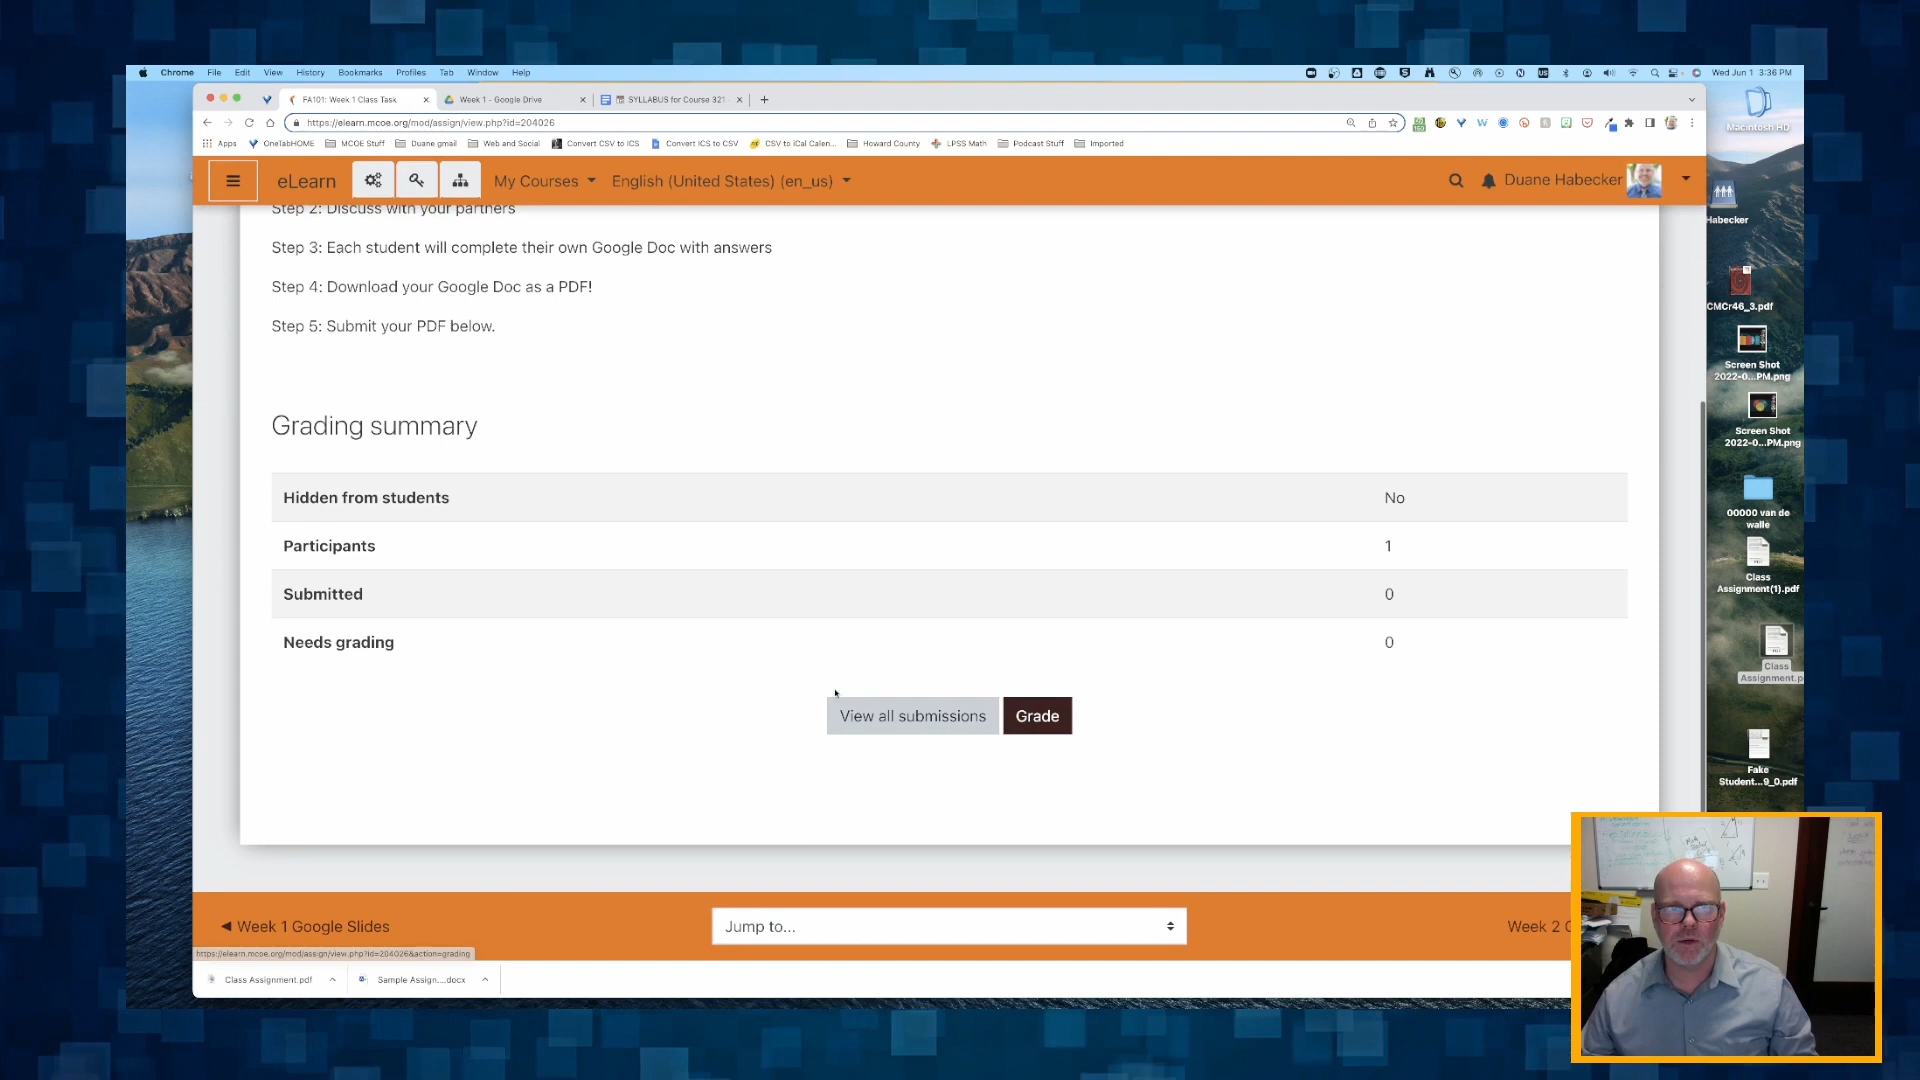 Chrome File Edit View History Bookmarks Profiles Tab Window Help
Wed Jun 1 3:36 PM
FA101: Week 1 Class Task
Week 1 - Google Drive
SYLLABUS for Course 321
https://elearn.mcoe.org/mod/assign/view.php?id=204026
Apps OneTabHOME MCOE Stuff Duane gmail Web and Social Convert CSV to ICS Convert ICS to CSV CSV to iCal Calen... Howard County LPSS Math Podcast Stuff Imported
eLearn My Courses English (United States) (en_us) Duane Habecker
Step 2: Discuss with your partners
Step 3: Each student will complete their own Google Doc with answers
Step 4: Download your Google Doc as a PDF!
Step 5: Submit your PDF below.
Grading summary
Hidden from students No
Participants 1
Submitted 0
Needs grading 0
View all submissions Grade
◄ Week 1 Google Slides
Jump to...
Week 2 G
https://elearn.mcoe.org/mod/assign/view.php?id=204026&action=grading
Class Assignment.pdf
Sample Assign....docx
Macintosh HD
Habecker
CMCr46_3.pdf
Screen Shot
2022-0...PM.png
Screen Shot
2022-0...PM.png
00000 van de
walle
Class
Assignment(1).pdf
Class
Assignment.p
Fake
Student...9_0.pdf